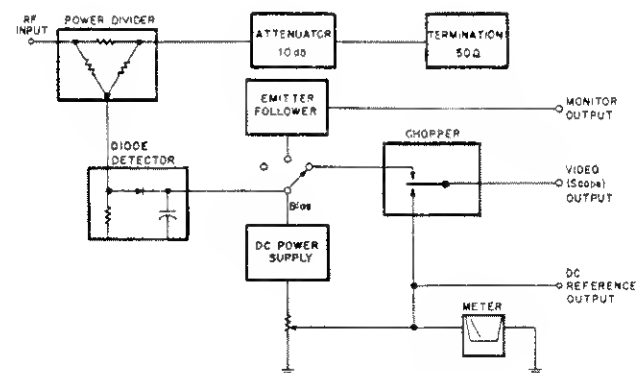 RF
INPUT
POWER DIVIDER
ATTENUATOR
10 db
TERMINATION
50Ω
EMITTER
FOLLOWER
MONITOR
OUTPUT
CHOPPER
DIODE
DETECTOR
VIDEO
(Scope)
OUTPUT
Bias
DC POWER
SUPPLY
DC
REFERENCE
OUTPUT
METER